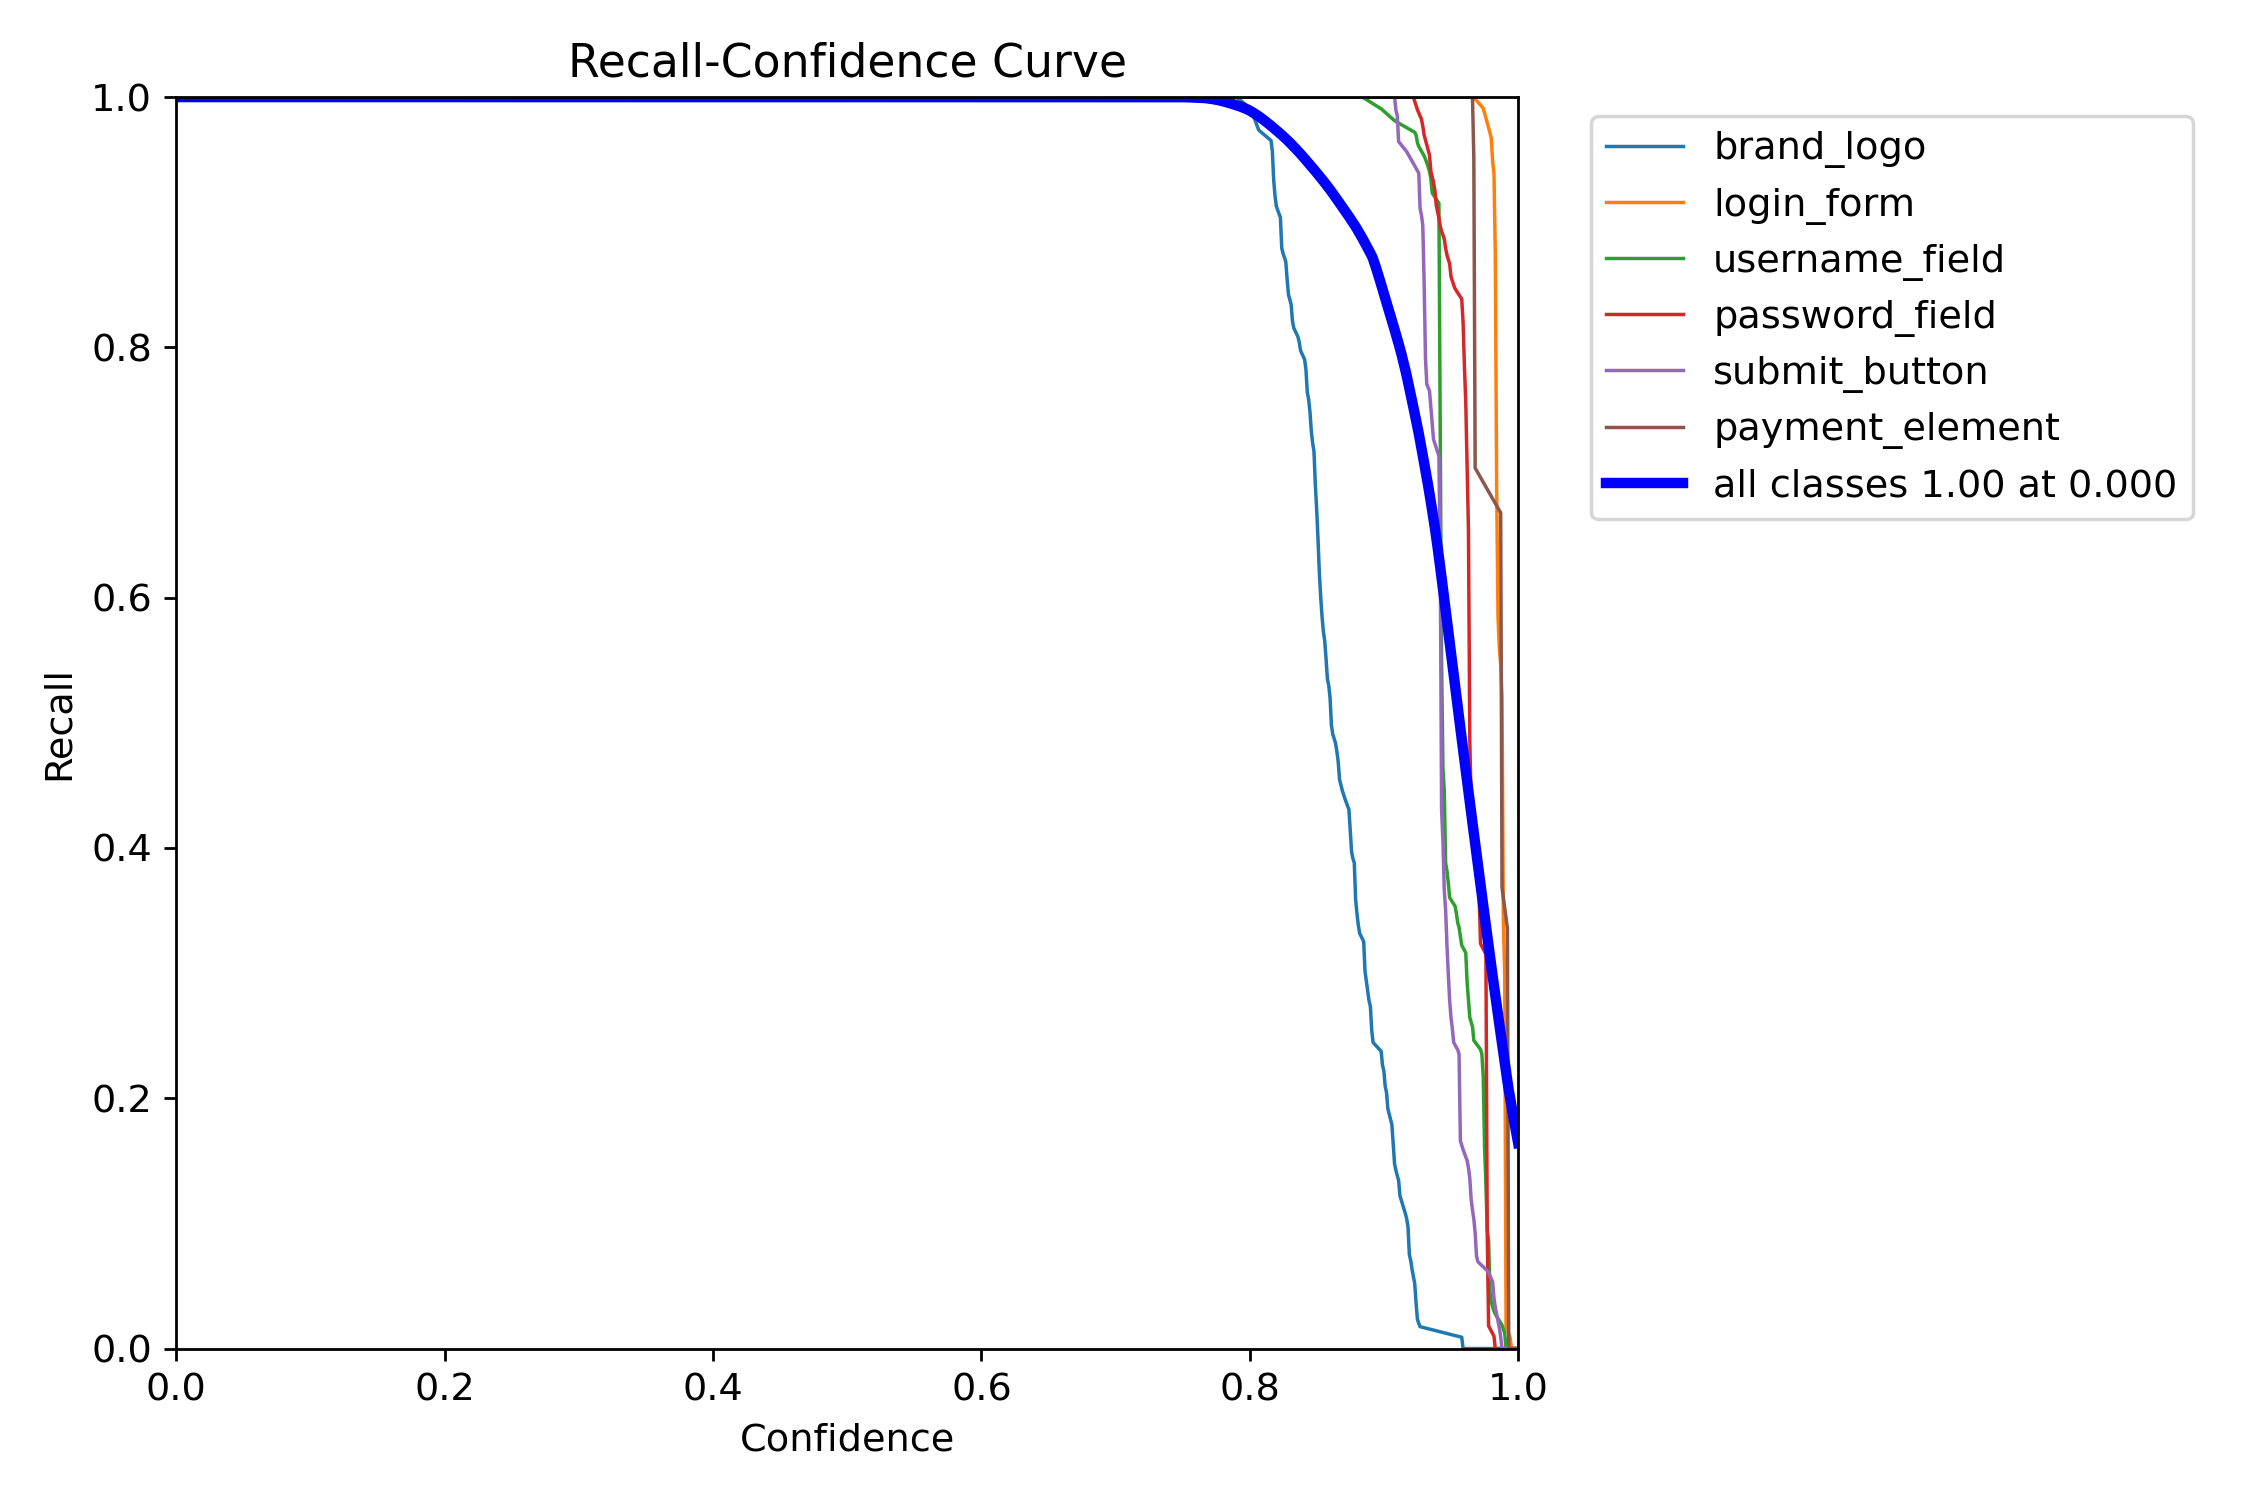 Recall-Confidence Curve
1.0
0.8
0.6
0.4
0.2
0.0
Recall
0.0 0.2 0.4 0.6 0.8 1.0
Confidence
brand_logo
login_form
username_field
password_field
submit_button
payment_element
all classes 1.00 at 0.000